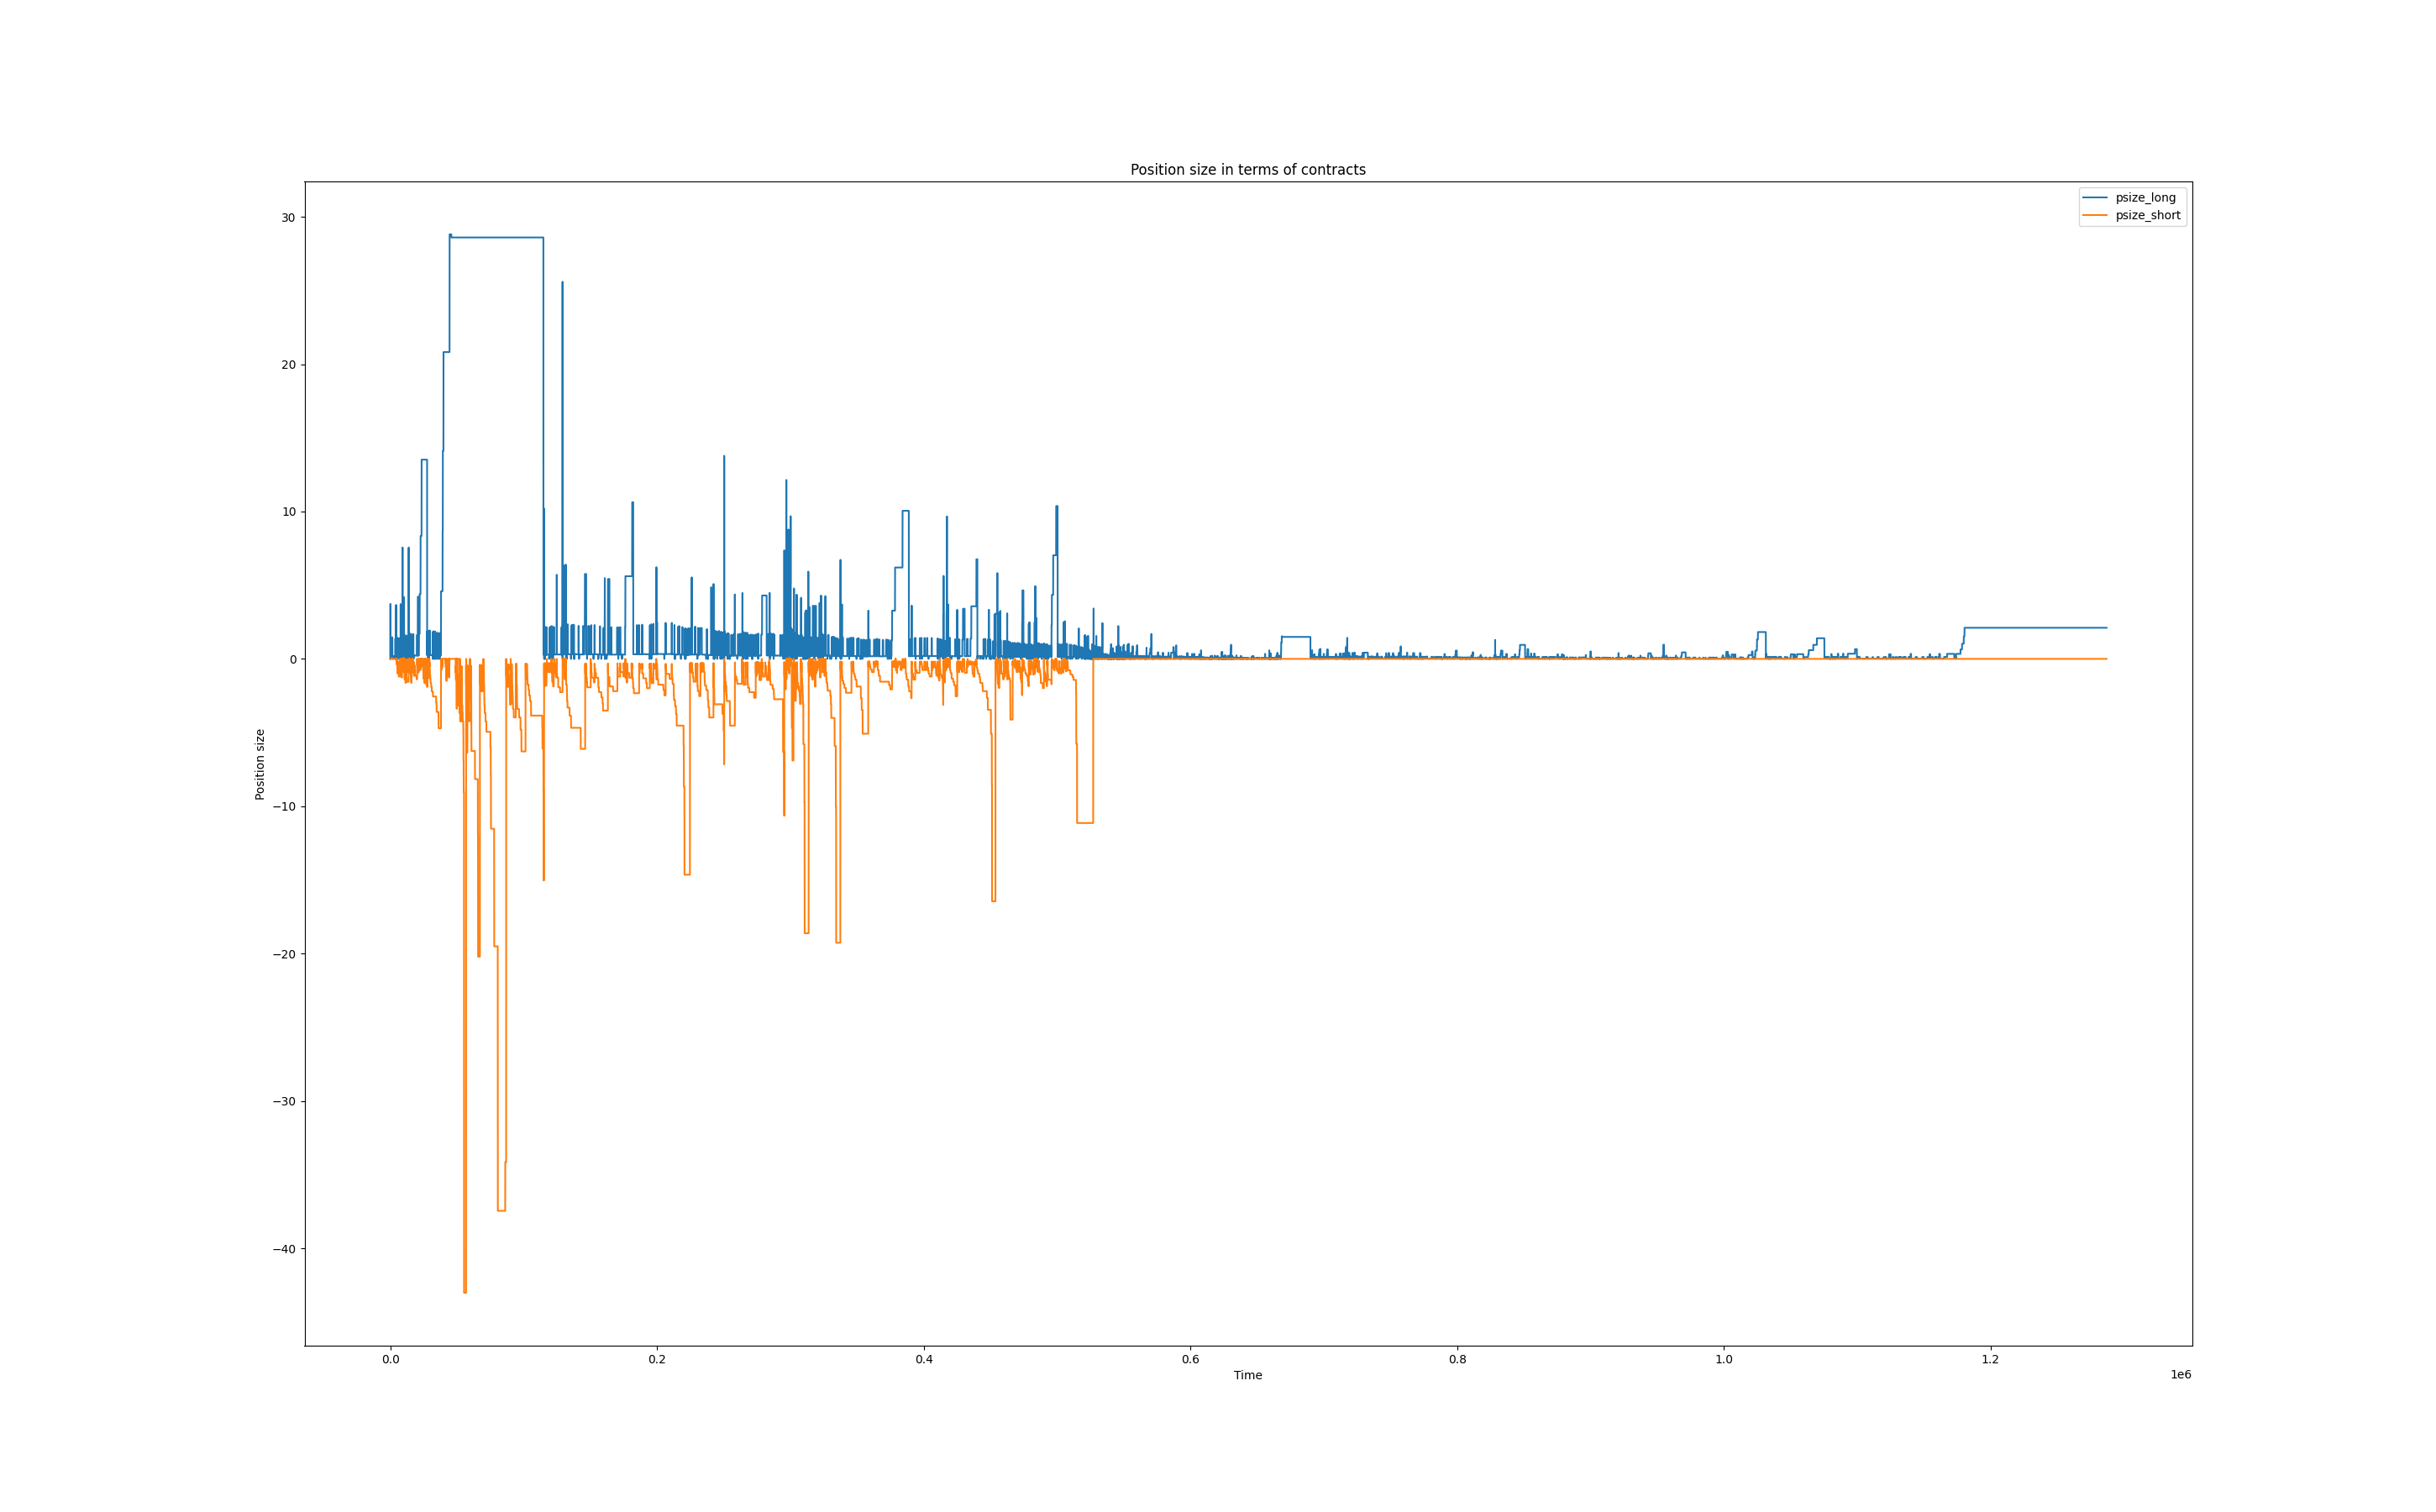 Position size in terms of contracts
psize_long
psize_short
30
20
10
0
−10
−20
−30
−40
Position size
0.0 0.2 0.4 0.6 0.8 1.0 1.2
Time
1e6